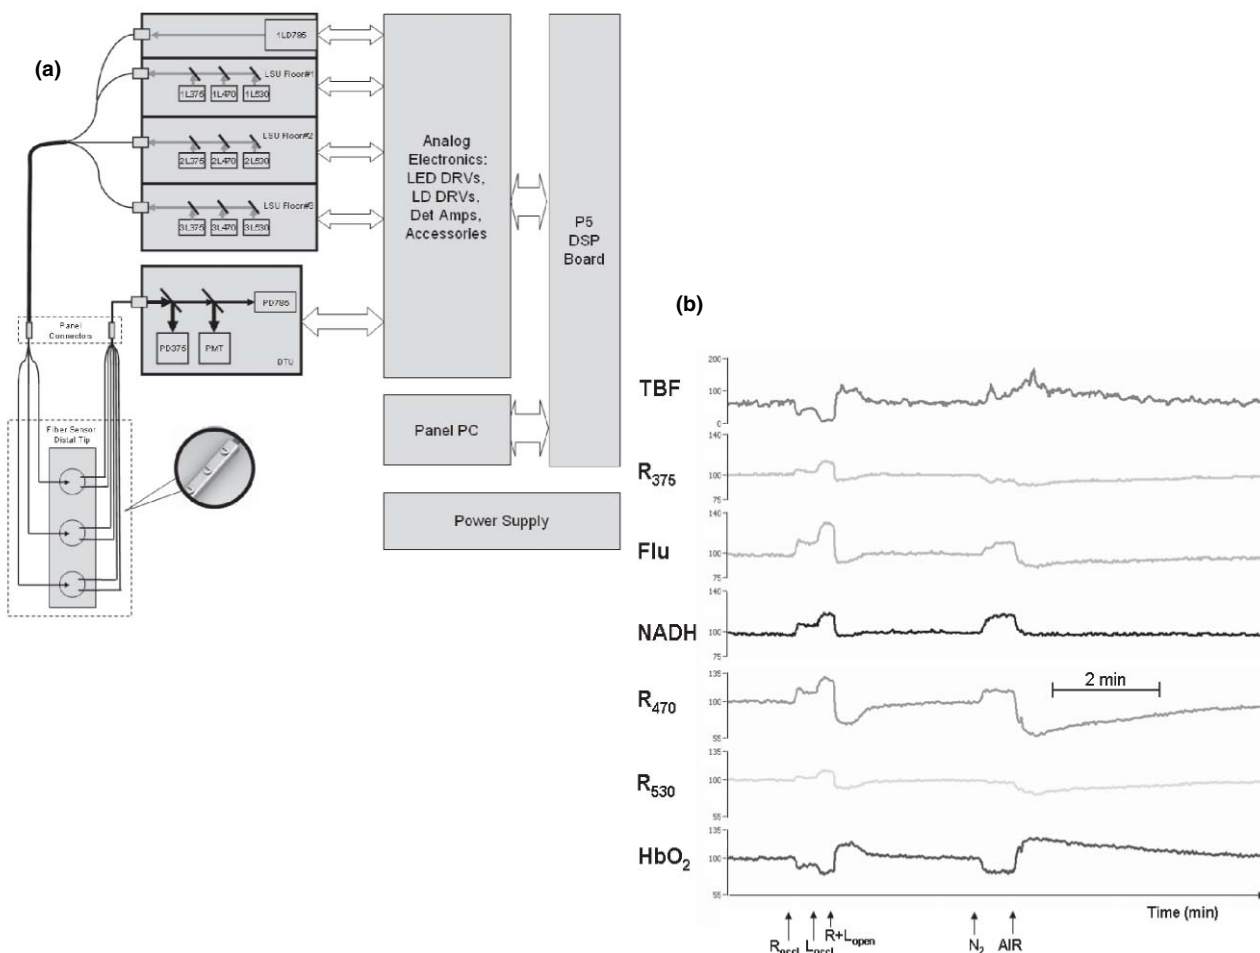 (a)
1LD785
LSU Floor#1
1L375
1L470
1L530
LSU Floor#2
2L375
2L470
2L530
LSU Floor#3
3L375
3L470
3L530
PD785
PD375
PMT
DTU
Panel
Connectors
Fiber Sensor
Distal Tip
Analog
Electronics:
LED DRVs,
LD DRVs,
Det Amps,
Accessories
P5
DSP
Board
Panel PC
Power Supply
(b)
TBF
200
100
0
R375
140
100
75
Flu
140
100
75
NADH
140
100
75
R470
135
100
55
2 min
R530
135
100
55
HbO2
135
100
55
Time (min)
Roccl
Loccl
R+Lopen
N2
AIR